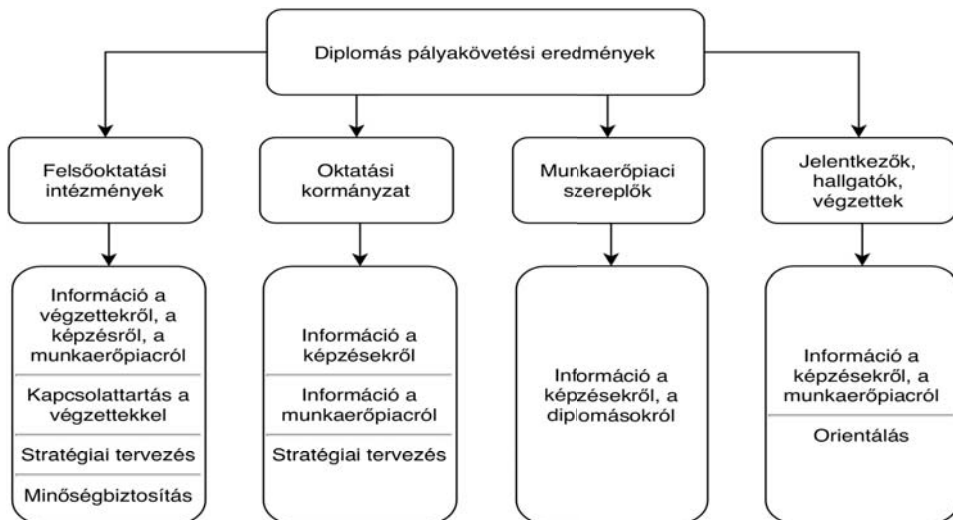 Diplomás pályakövetési eredmények
Felsőoktatási
intézmények
Oktatási
kormányzat
Munkaerőpiaci
szereplők
Jelentkezők,
hallgatók,
végzettek
Információ a
végzettekről, a
képzésről, a
munkaerőpiacról
Kapcsolattartás a
végzettekkel
Stratégiai tervezés
Minőségbiztosítás
Információ a
képzésekről
Információ a
munkaerőpiacról
Stratégiai tervezés
Információ a
képzésekről, a
diplomásokról
Információ a
képzésekről, a
munkaerőpiacról
Orientálás